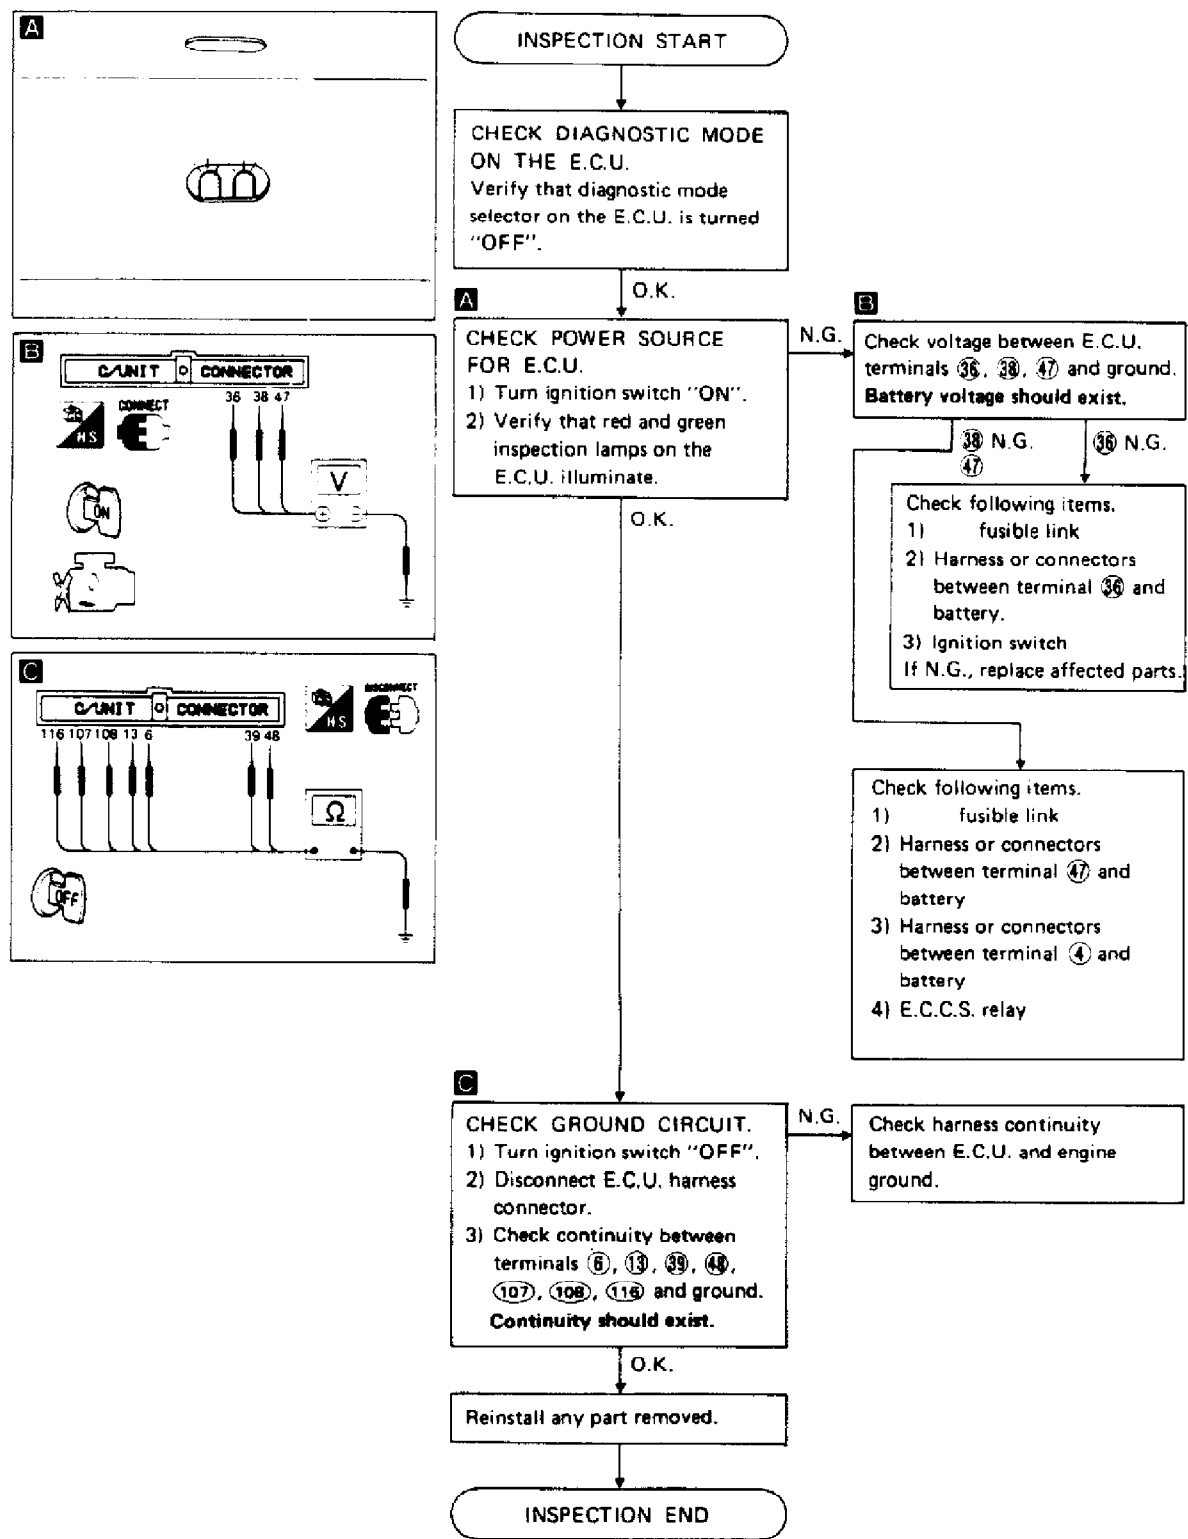 A
B
C/UNIT CONNECTOR
36 38 47
CONNECT
H.S
V
ON
C
C/UNIT CONNECTOR
DISCONNECT
H.S
116 107 108 13 6 39 48
Ω
OFF
INSPECTION START
CHECK DIAGNOSTIC MODE
ON THE E.C.U.
Verify that diagnostic mode
selector on the E.C.U. is turned
"OFF".
O.K.
A
CHECK POWER SOURCE
FOR E.C.U.
1) Turn ignition switch "ON".
2) Verify that red and green
inspection lamps on the
E.C.U. illuminate.
N.G.
B
Check voltage between E.C.U.
terminals 36, 38, 47 and ground.
Battery voltage should exist.
38 N.G.
47
36 N.G.
Check following items.
1) fusible link
2) Harness or connectors
between terminal 36 and
battery.
3) Ignition switch
If N.G., replace affected parts.
Check following items.
1) fusible link
2) Harness or connectors
between terminal 47 and
battery
3) Harness or connectors
between terminal 4 and
battery
4) E.C.C.S. relay
O.K.
C
CHECK GROUND CIRCUIT.
1) Turn ignition switch "OFF".
2) Disconnect E.C.U. harness
connector.
3) Check continuity between
terminals 6, 13, 39, 48,
107, 108, 116 and ground.
Continuity should exist.
N.G.
Check harness continuity
between E.C.U. and engine
ground.
O.K.
Reinstall any part removed.
INSPECTION END